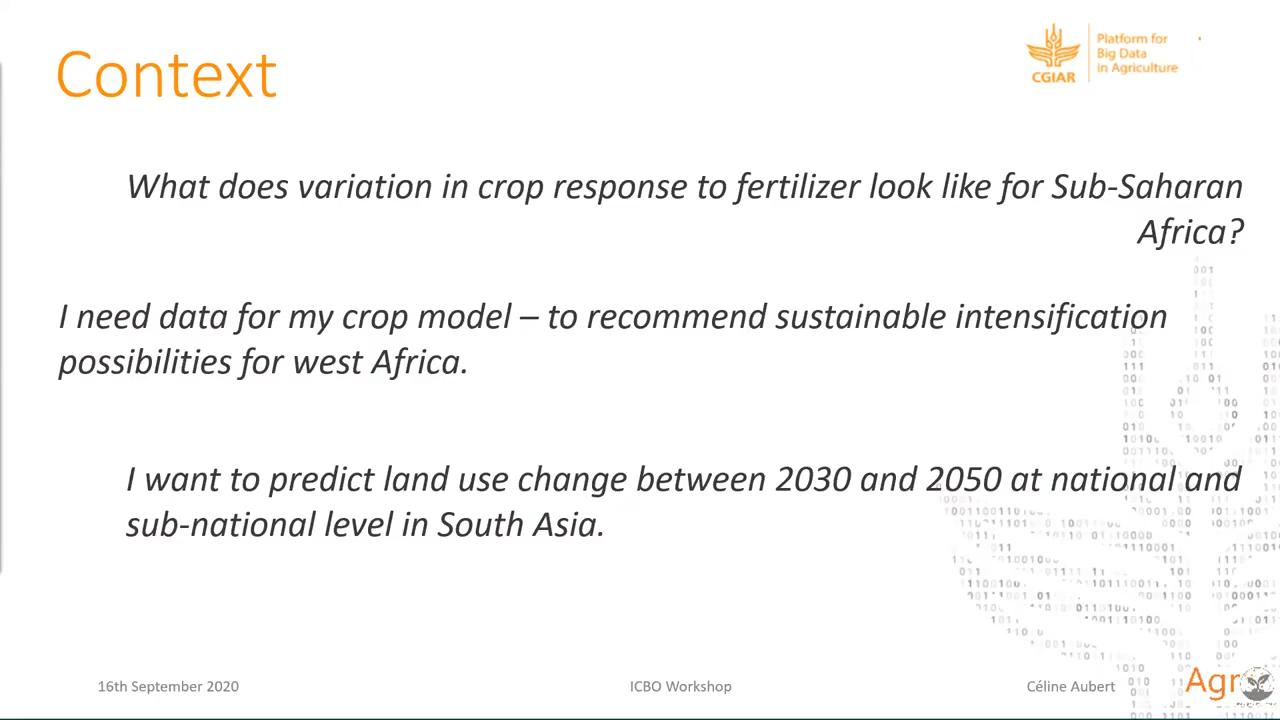 Context
CGIAR
Platform for
Big Data
in Agriculture
What does variation in crop response to fertilizer look like for Sub-Saharan
Africa?
I need data for my crop model – to recommend sustainable intensification
possibilities for west Africa.
I want to predict land use change between 2030 and 2050 at national and
sub-national level in South Asia.
16th September 2020
ICBO Workshop
Céline Aubert
Agr